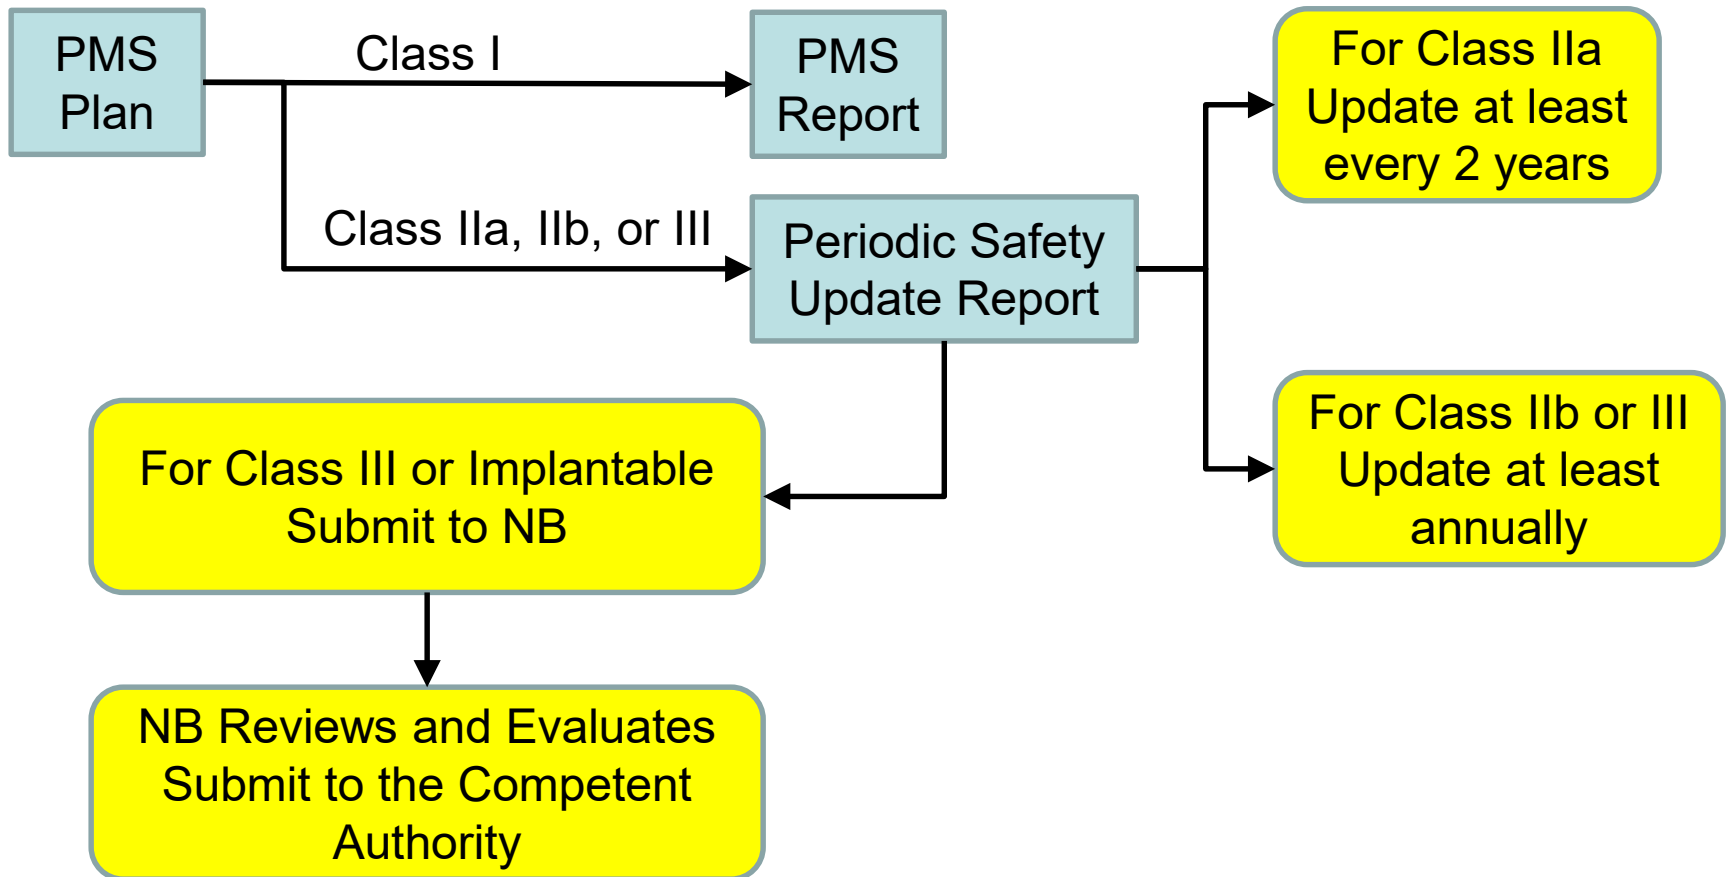 PMS
Plan
Class I
PMS
Report
For Class IIa
Update at least
every 2 years
Class IIa, IIb, or III
Periodic Safety
Update Report
For Class IIb or III
Update at least
annually
For Class III or Implantable
Submit to NB
NB Reviews and Evaluates
Submit to the Competent
Authority